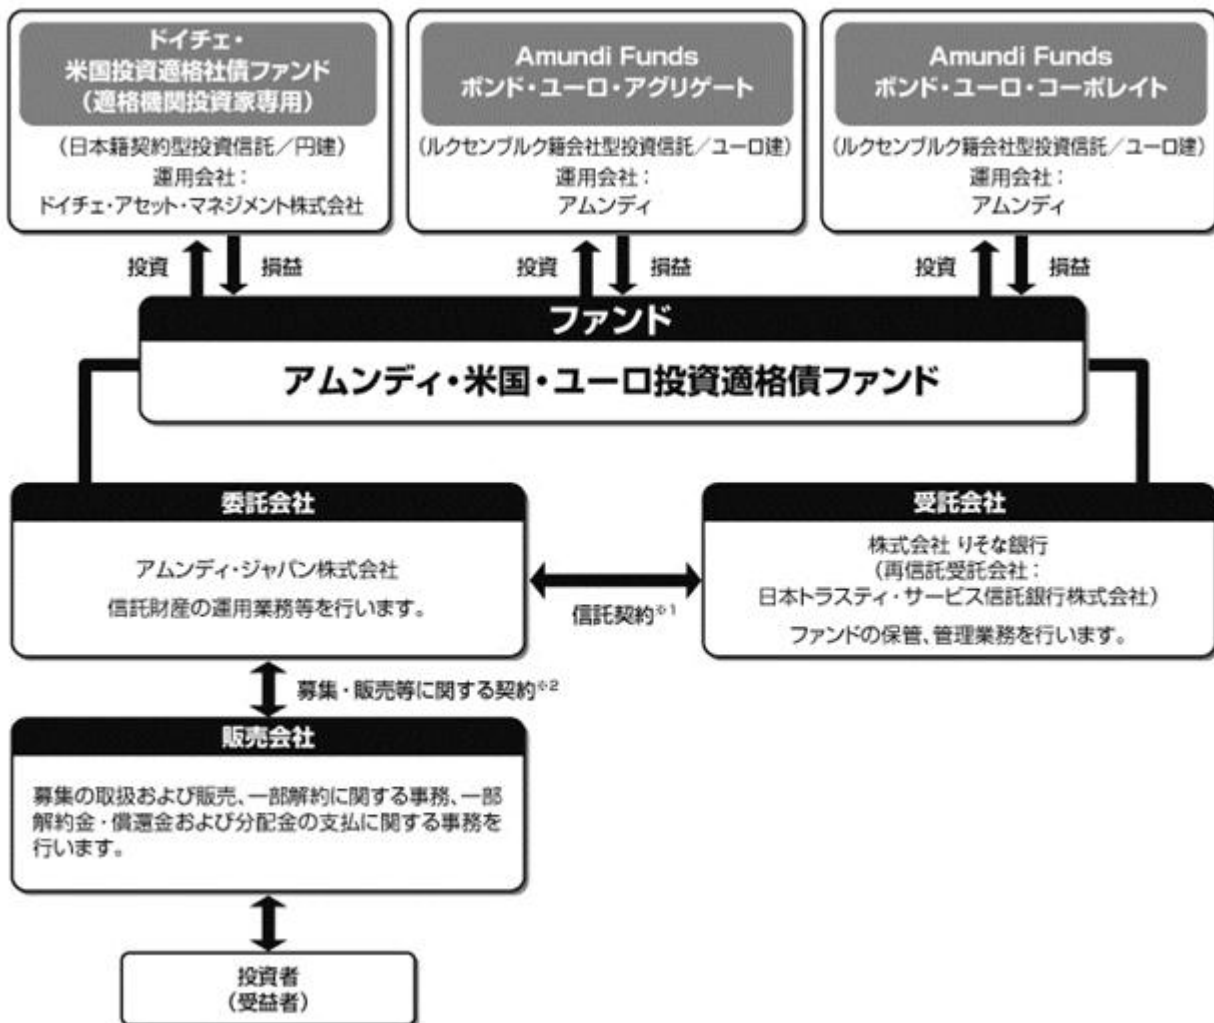 ドイチェ・
米国投資適格社債ファンド
（適格機関投資家専用）
（日本籍契約型投資信託／円建）
運用会社：
ドイチェ・アセット・マネジメント株式会社
Amundi Funds
ボンド・ユーロ・アグリゲート
（ルクセンブルク籍会社型投資信託／ユーロ建）
運用会社：
アムンディ
Amundi Funds
ボンド・ユーロ・コーポレイト
（ルクセンブルク籍会社型投資信託／ユーロ建）
運用会社：
アムンディ
投資
損益
投資
損益
投資
損益
ファンド
アムンディ・米国・ユーロ投資適格債ファンド
委託会社
アムンディ・ジャパン株式会社
信託財産の運用業務等を行います。
信託契約※1
受託会社
株式会社 りそな銀行
（再信託受託会社：
日本トラスティ・サービス信託銀行株式会社）
ファンドの保管、管理業務を行います。
募集・販売等に関する契約※2
販売会社
募集の取扱および販売、一部解約に関する事務、一部
解約金・償還金および分配金の支払に関する事務を
行います。
投資者
（受益者）